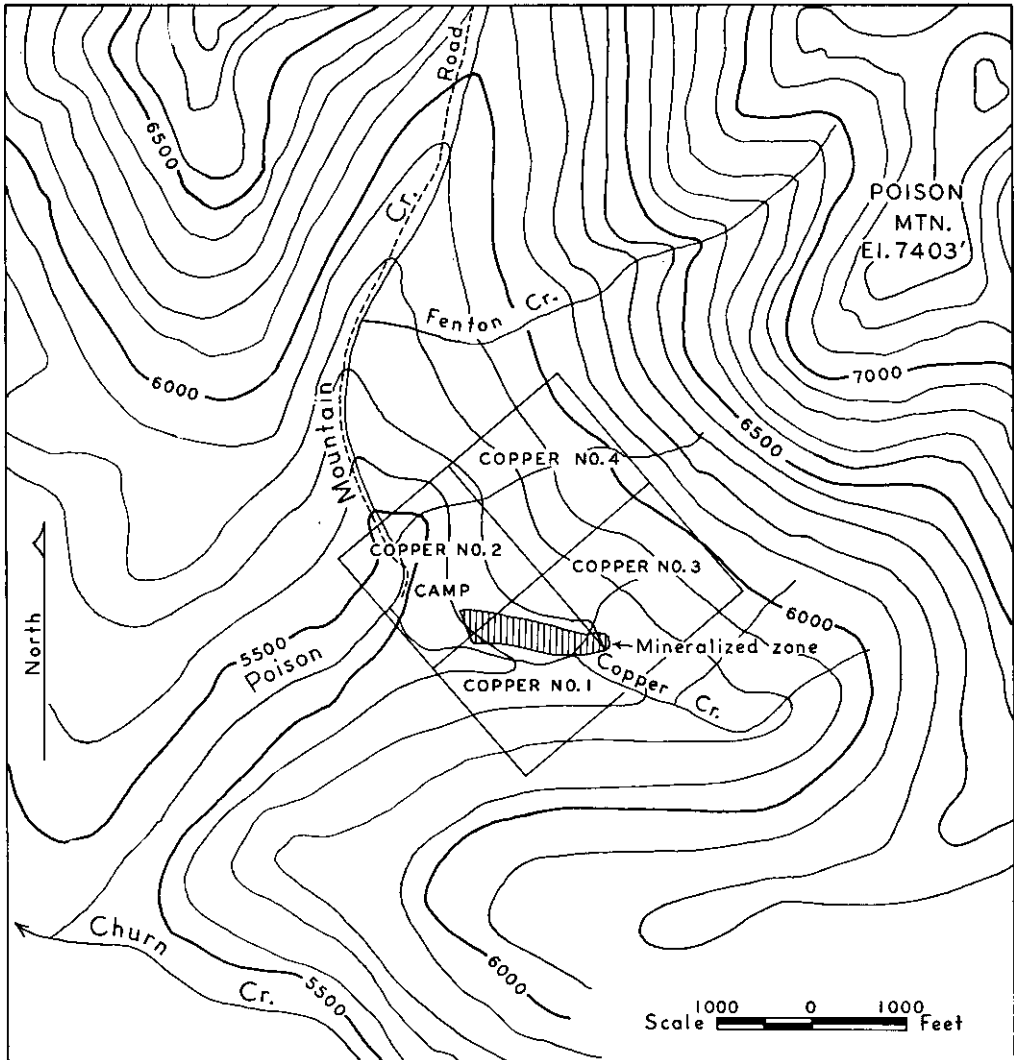 Road
6500
Cr.
POISON
MTN.
El. 7403'
Fenton Cr.
6000
7000
Mountain
6500
COPPER NO. 4
COPPER NO. 2
COPPER NO. 3
CAMP
6000
North
5500
Mineralized zone
Poison
Copper Cr.
COPPER NO. 1
6000
Churn Cr.
5500
1000 0 1000
Scale Feet